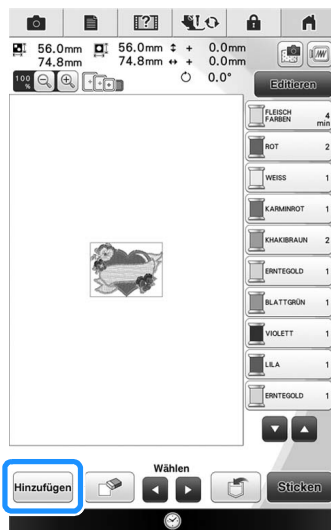 56.0mm 56.0mm + 0.0mm
74.8mm 74.8mm + 0.0mm
100 % 0.0°
Editieren
FLEISCH FARBEN 4 min
ROT 2
WEISS 1
KARMINROT 1
KHAKIBRAUN 2
ERNTEGOLD 1
BLATTGRÜN 1
VIOLETT 1
LILA 1
ERNTEGOLD 1
Wählen
Hinzufügen
Sticken